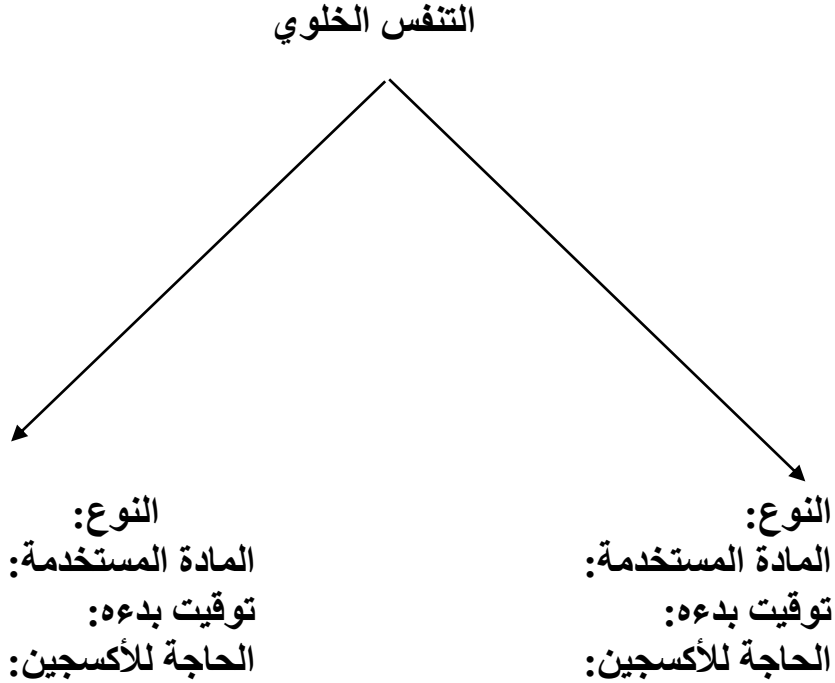 التنفس الخلوي
النوع:
المادة المستخدمة:
توقيت بدءه:
الحاجة للأكسجين:
النوع:
المادة المستخدمة:
توقيت بدءه:
الحاجة للأكسجين: